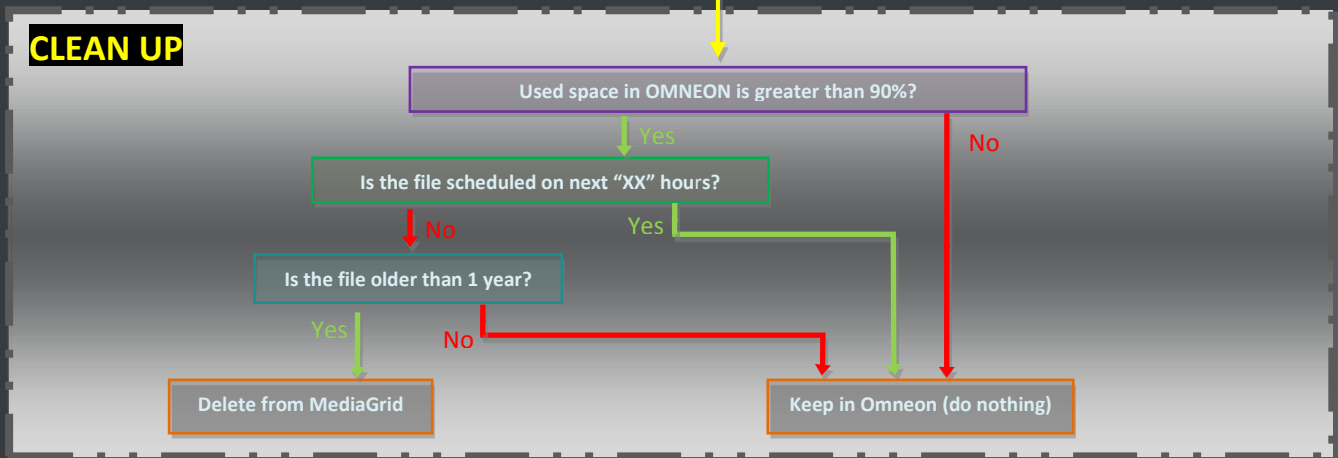 CLEAN UP
Used space in OMNEON is greater than 90%?
Yes
No
Is the file scheduled on next “XX” hours?
No
Yes
Is the file older than 1 year?
Yes
No
Delete from MediaGrid
Keep in Omneon (do nothing)